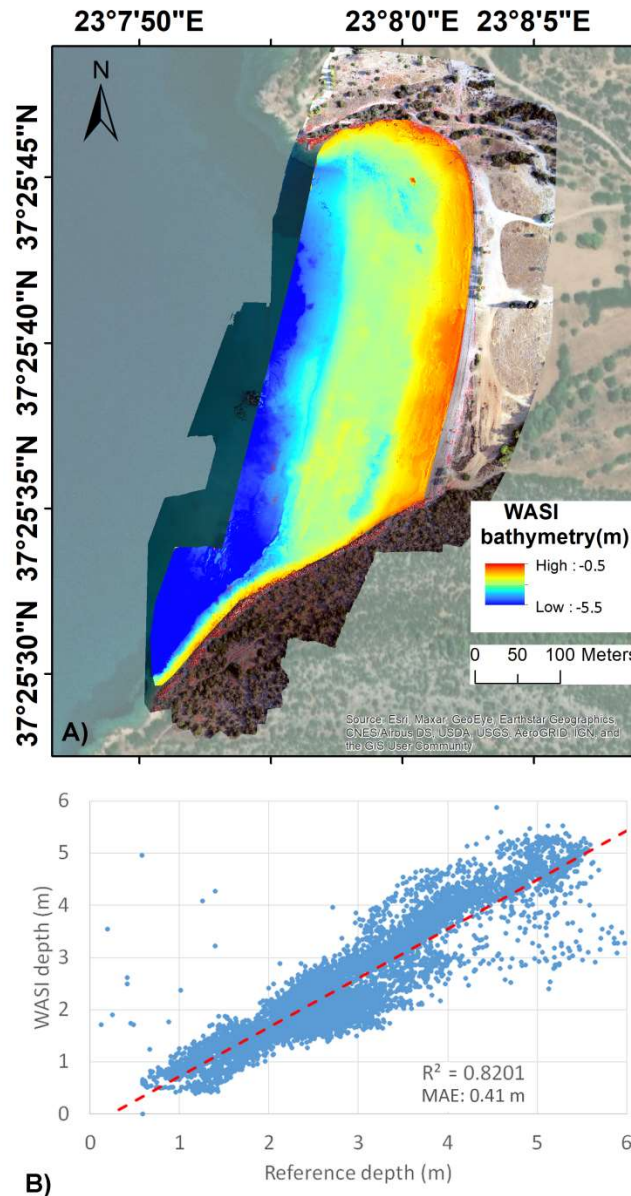 23°7'50"E 23°8'0"E 23°8'5"E
N
37°25'45"N
37°25'40"N
37°25'35"N
37°25'30"N
WASI
bathymetry(m)
High : -0.5
Low : -5.5
0 50 100 Meters
Source: Esri, Maxar, GeoEye, Earthstar Geographics,
CNES/Airbus DS, USDA, USGS, AeroGRID, IGN, and
the GIS User Community
A)
6
5
4
3
2
1
0
WASI depth (m)
R² = 0.8201
MAE: 0.41 m
0 1 2 3 4 5 6
Reference depth (m)
B)